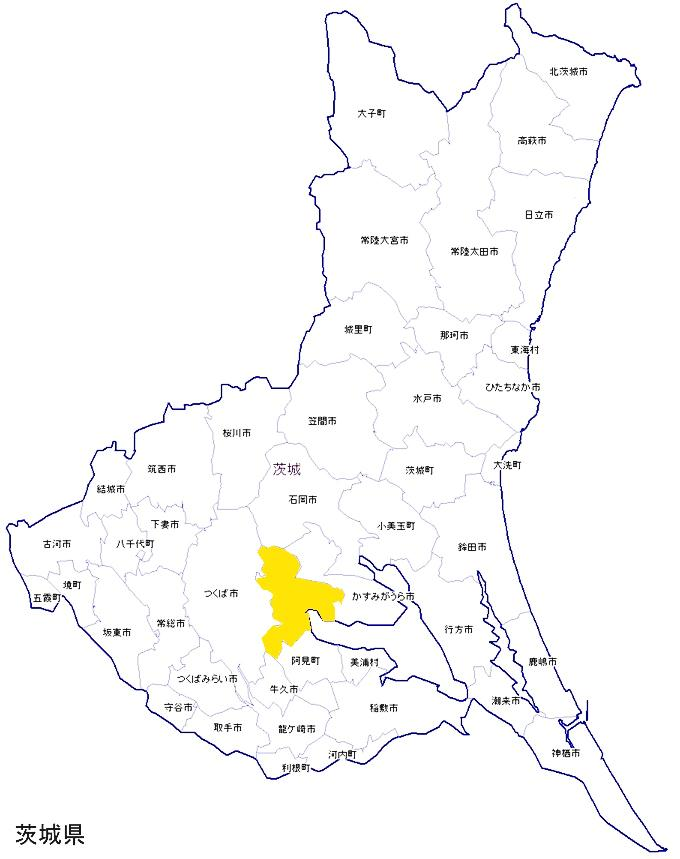 北茨城市
大子町
高萩市
日立市
常陸大宮市
常陸太田市
城里町
那珂市
東海村
ひたちなか市
水戸市
笠間市
桜川市
茨城
筑西市
茨城町
大洗町
結城市
石岡市
下妻市
小美玉町
古河市
八千代町
鉾田市
境町
つくば市
かすみがうら市
五霞町
常総市
坂東市
行方市
阿見町
美浦村
鹿嶋市
つくばみらい市
牛久市
潮来市
守谷市
稲敷市
取手市
龍ケ崎市
河内町
神栖市
利根町
茨城県